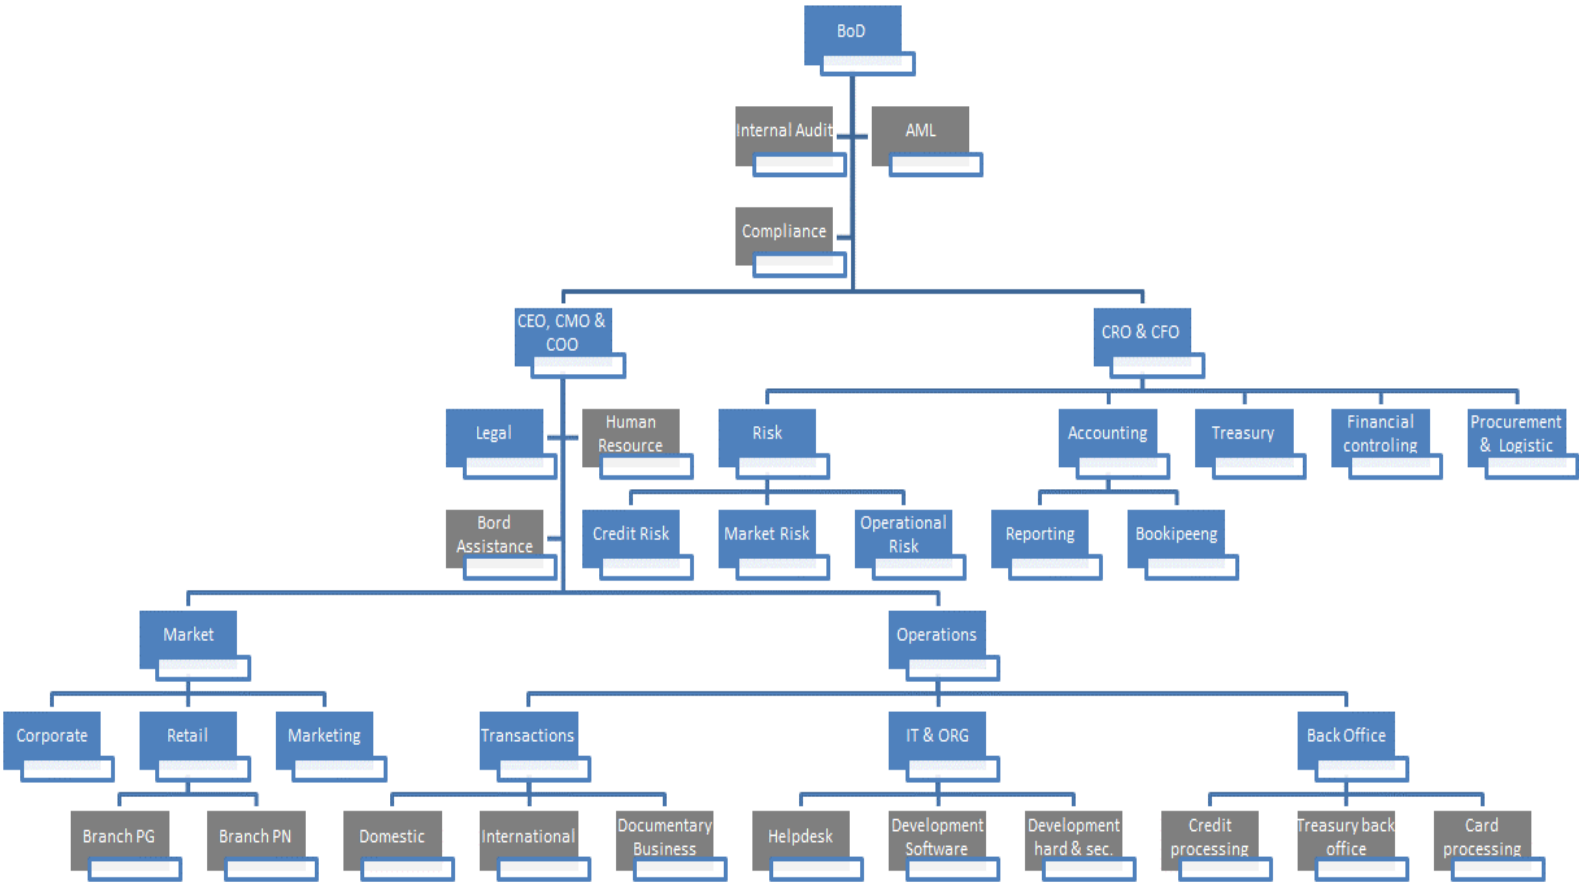 BoD
Internal Audit
AML
Compliance
CEO, CMO &
COO
CRO & CFO
Legal
Human
Resource
Risk
Accounting
Treasury
Financial
controling
Procurement
& Logistic
Bord
Assistance
Credit Risk
Market Risk
Operational
Risk
Reporting
Bookipeeng
Market
Operations
Corporate
Retail
Marketing
Transactions
IT & ORG
Back Office
Branch PG
Branch PN
Domestic
International
Documentary
Business
Helpdesk
Development
Software
Development
hard & sec.
Credit
processing
Treasury back
office
Card
processing